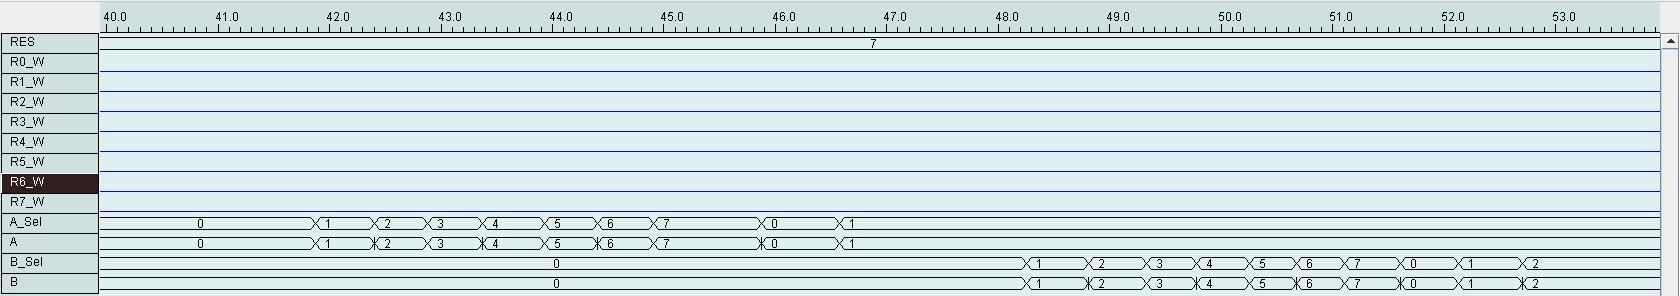 40.0 41.0 42.0 43.0 44.0 45.0 46.0 47.0 48.0 49.0 50.0 51.0 52.0 53.0
RES 7
R0_W
R1_W
R2_W
R3_W
R4_W
R5_W
R6_W
R7_W
A_Sel 0 1 2 3 4 5 6 7 0 1
A 0 1 2 3 4 5 6 7 0 1
B_Sel 0 1 2 3 4 5 6 7 0 1 2
B 0 1 2 3 4 5 6 7 0 1 2